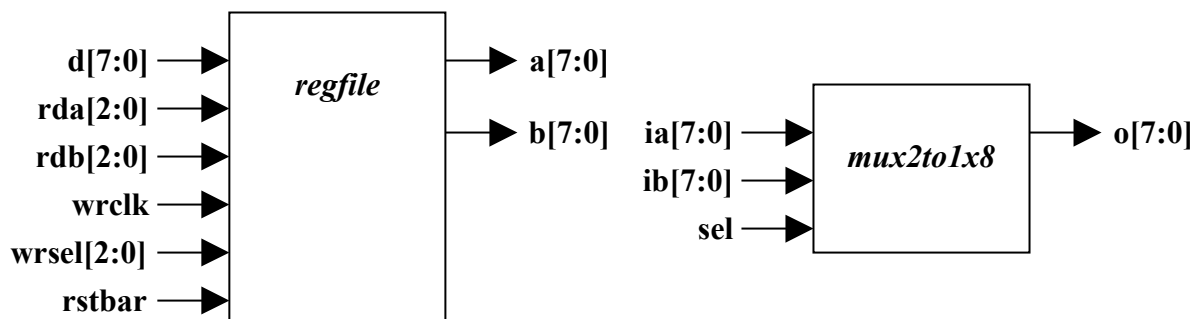 d[7:0]
rda[2:0]
rdb[2:0]
wrclk
wrsel[2:0]
rstbar
regfile
a[7:0]
b[7:0]
ia[7:0]
ib[7:0]
sel
mux2to1x8
o[7:0]